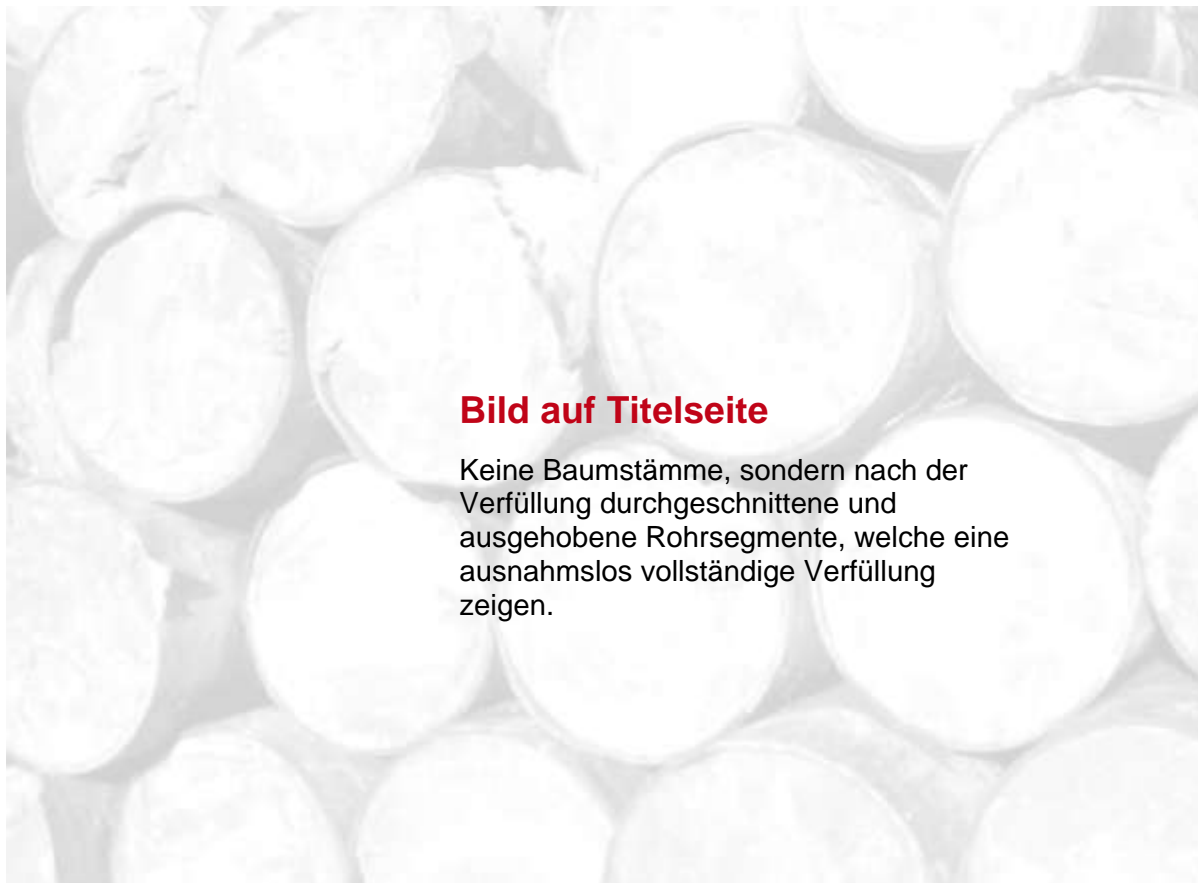 Bild auf Titelseite
Keine Baumstämme, sondern nach der
Verfüllung durchgeschnittene und
ausgehobene Rohrsegmente, welche eine
ausnahmslos vollständige Verfüllung
zeigen.